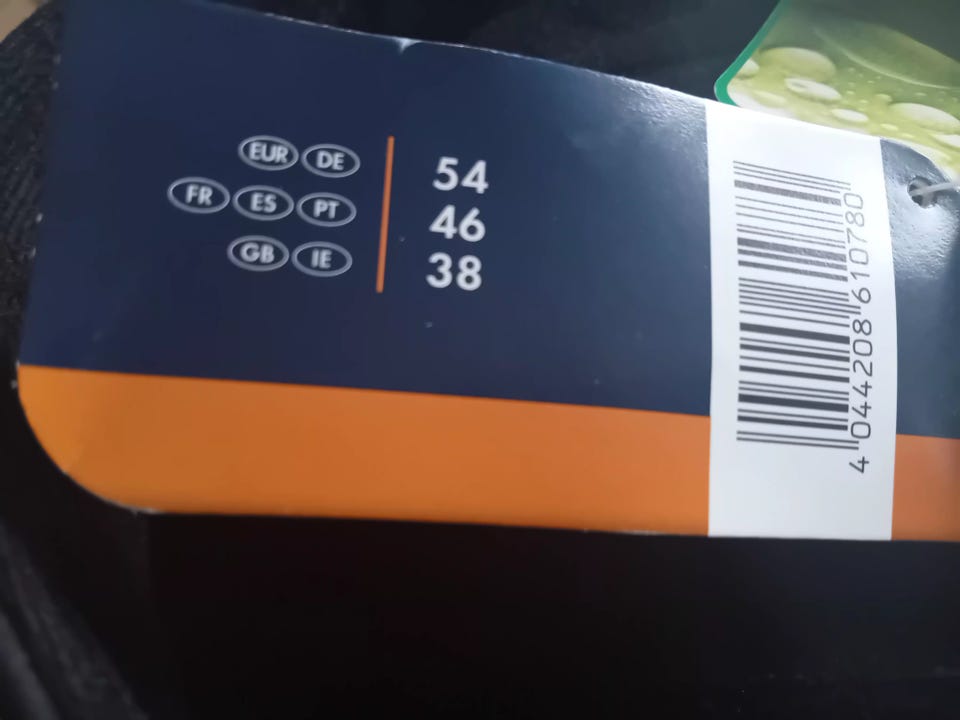 EUR DE 54
FR ES PT 46
GB IE 38
4 044208 610780